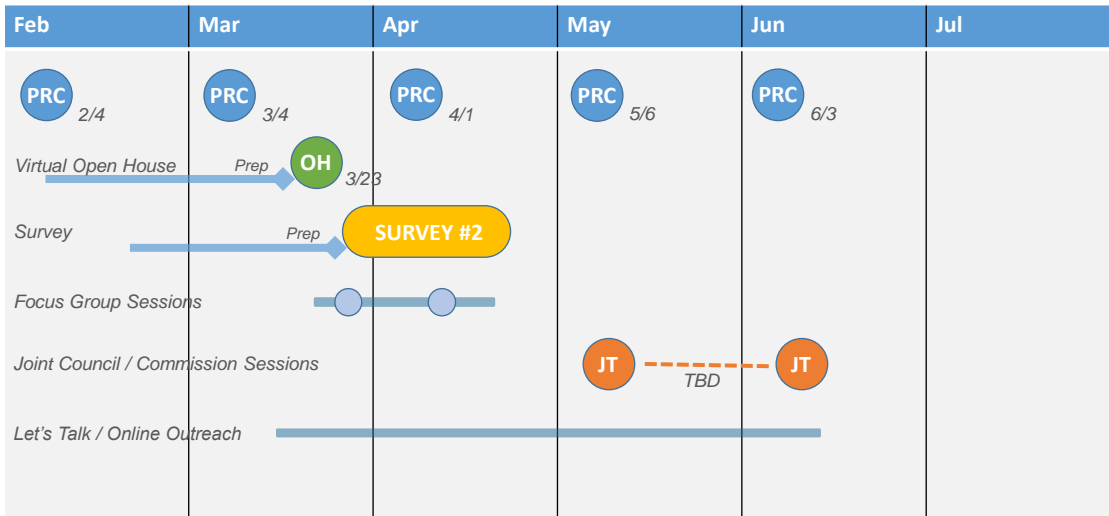 Feb Mar Apr May Jun Jul
PRC PRC PRC PRC PRC
2/4 3/4 4/1 5/6 6/3
Virtual Open House Prep OH
3/23
Survey Prep SURVEY #2
Focus Group Sessions
Joint Council / Commission Sessions JT JT
TBD
Let's Talk / Online Outreach